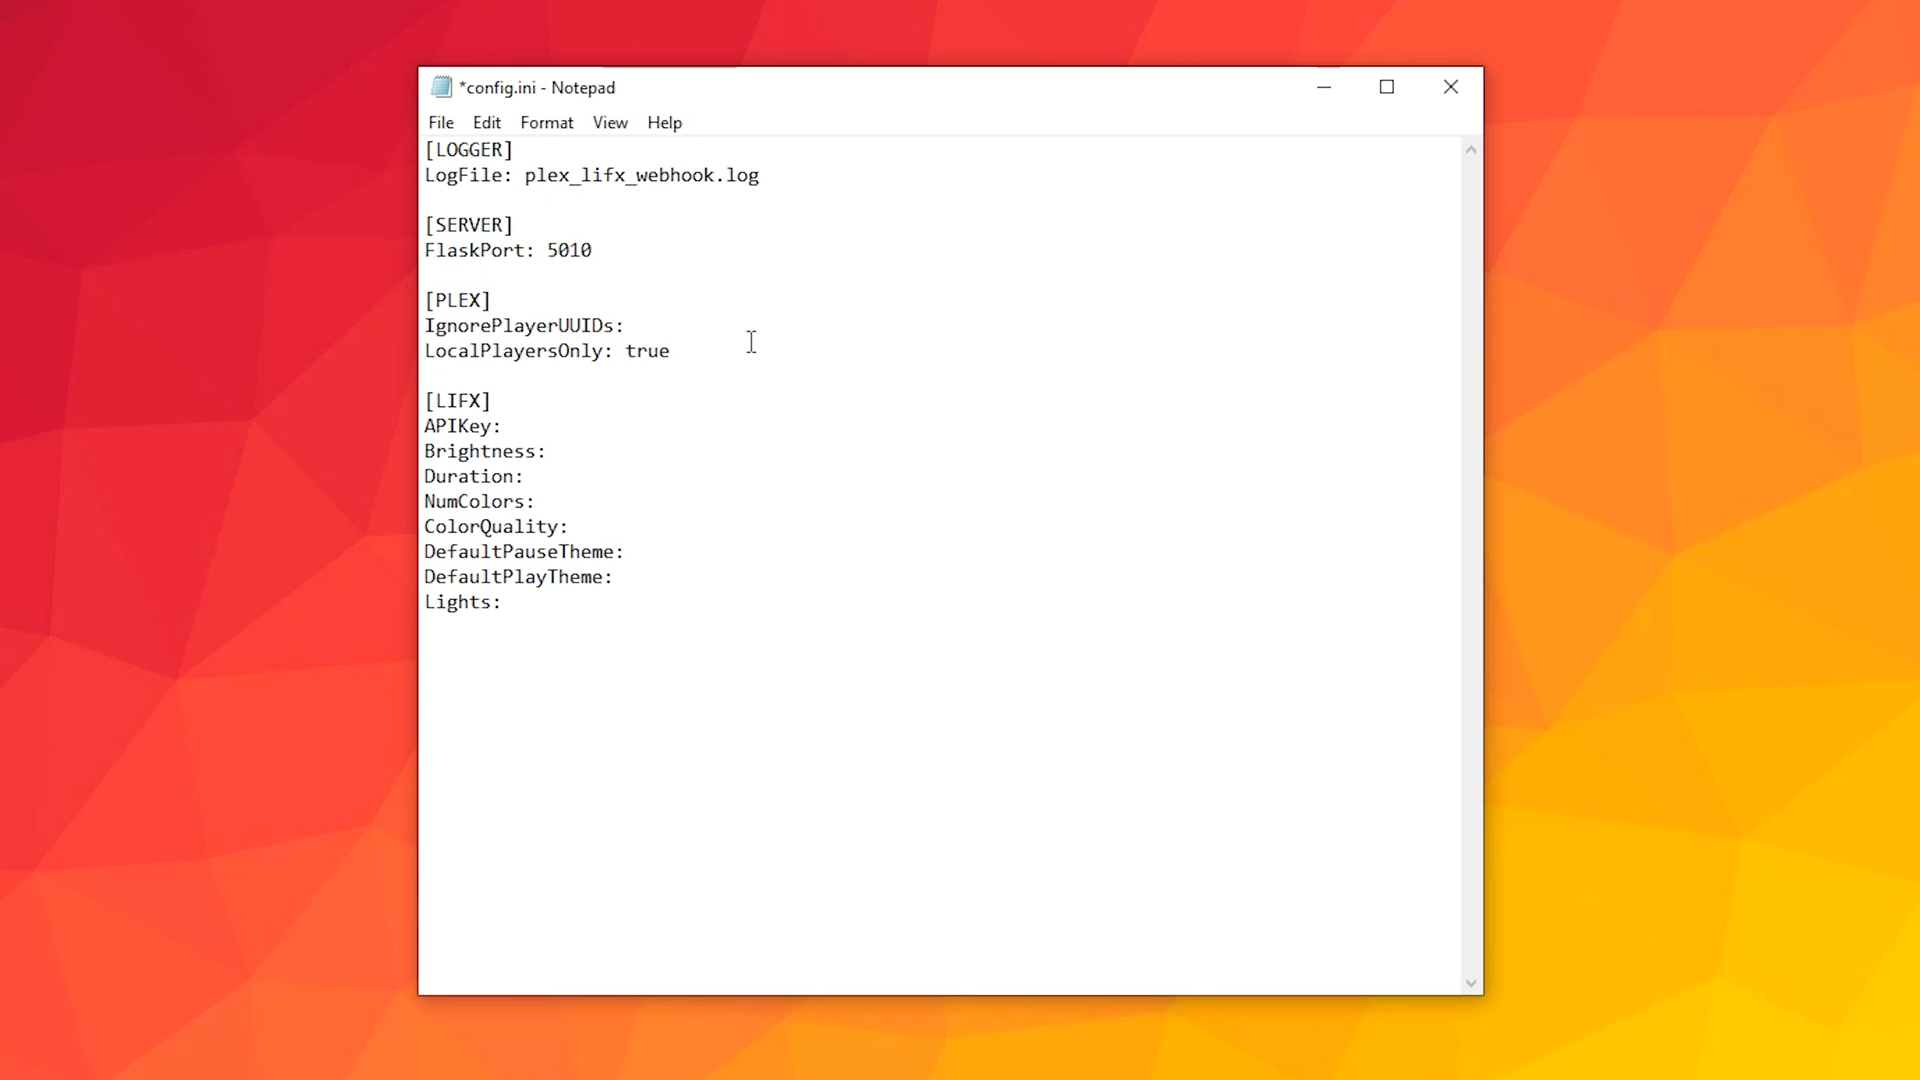 *config.ini - Notepad
File Edit Format View Help
[LOGGER]
LogFile: plex_lifx_webhook.log
[SERVER]
FlaskPort: 5010
[PLEX]
IgnorePlayerUUIDs:
LocalPlayersOnly: true
[LIFX]
APIKey:
Brightness:
Duration:
NumColors:
ColorQuality:
DefaultPauseTheme:
DefaultPlayTheme:
Lights: